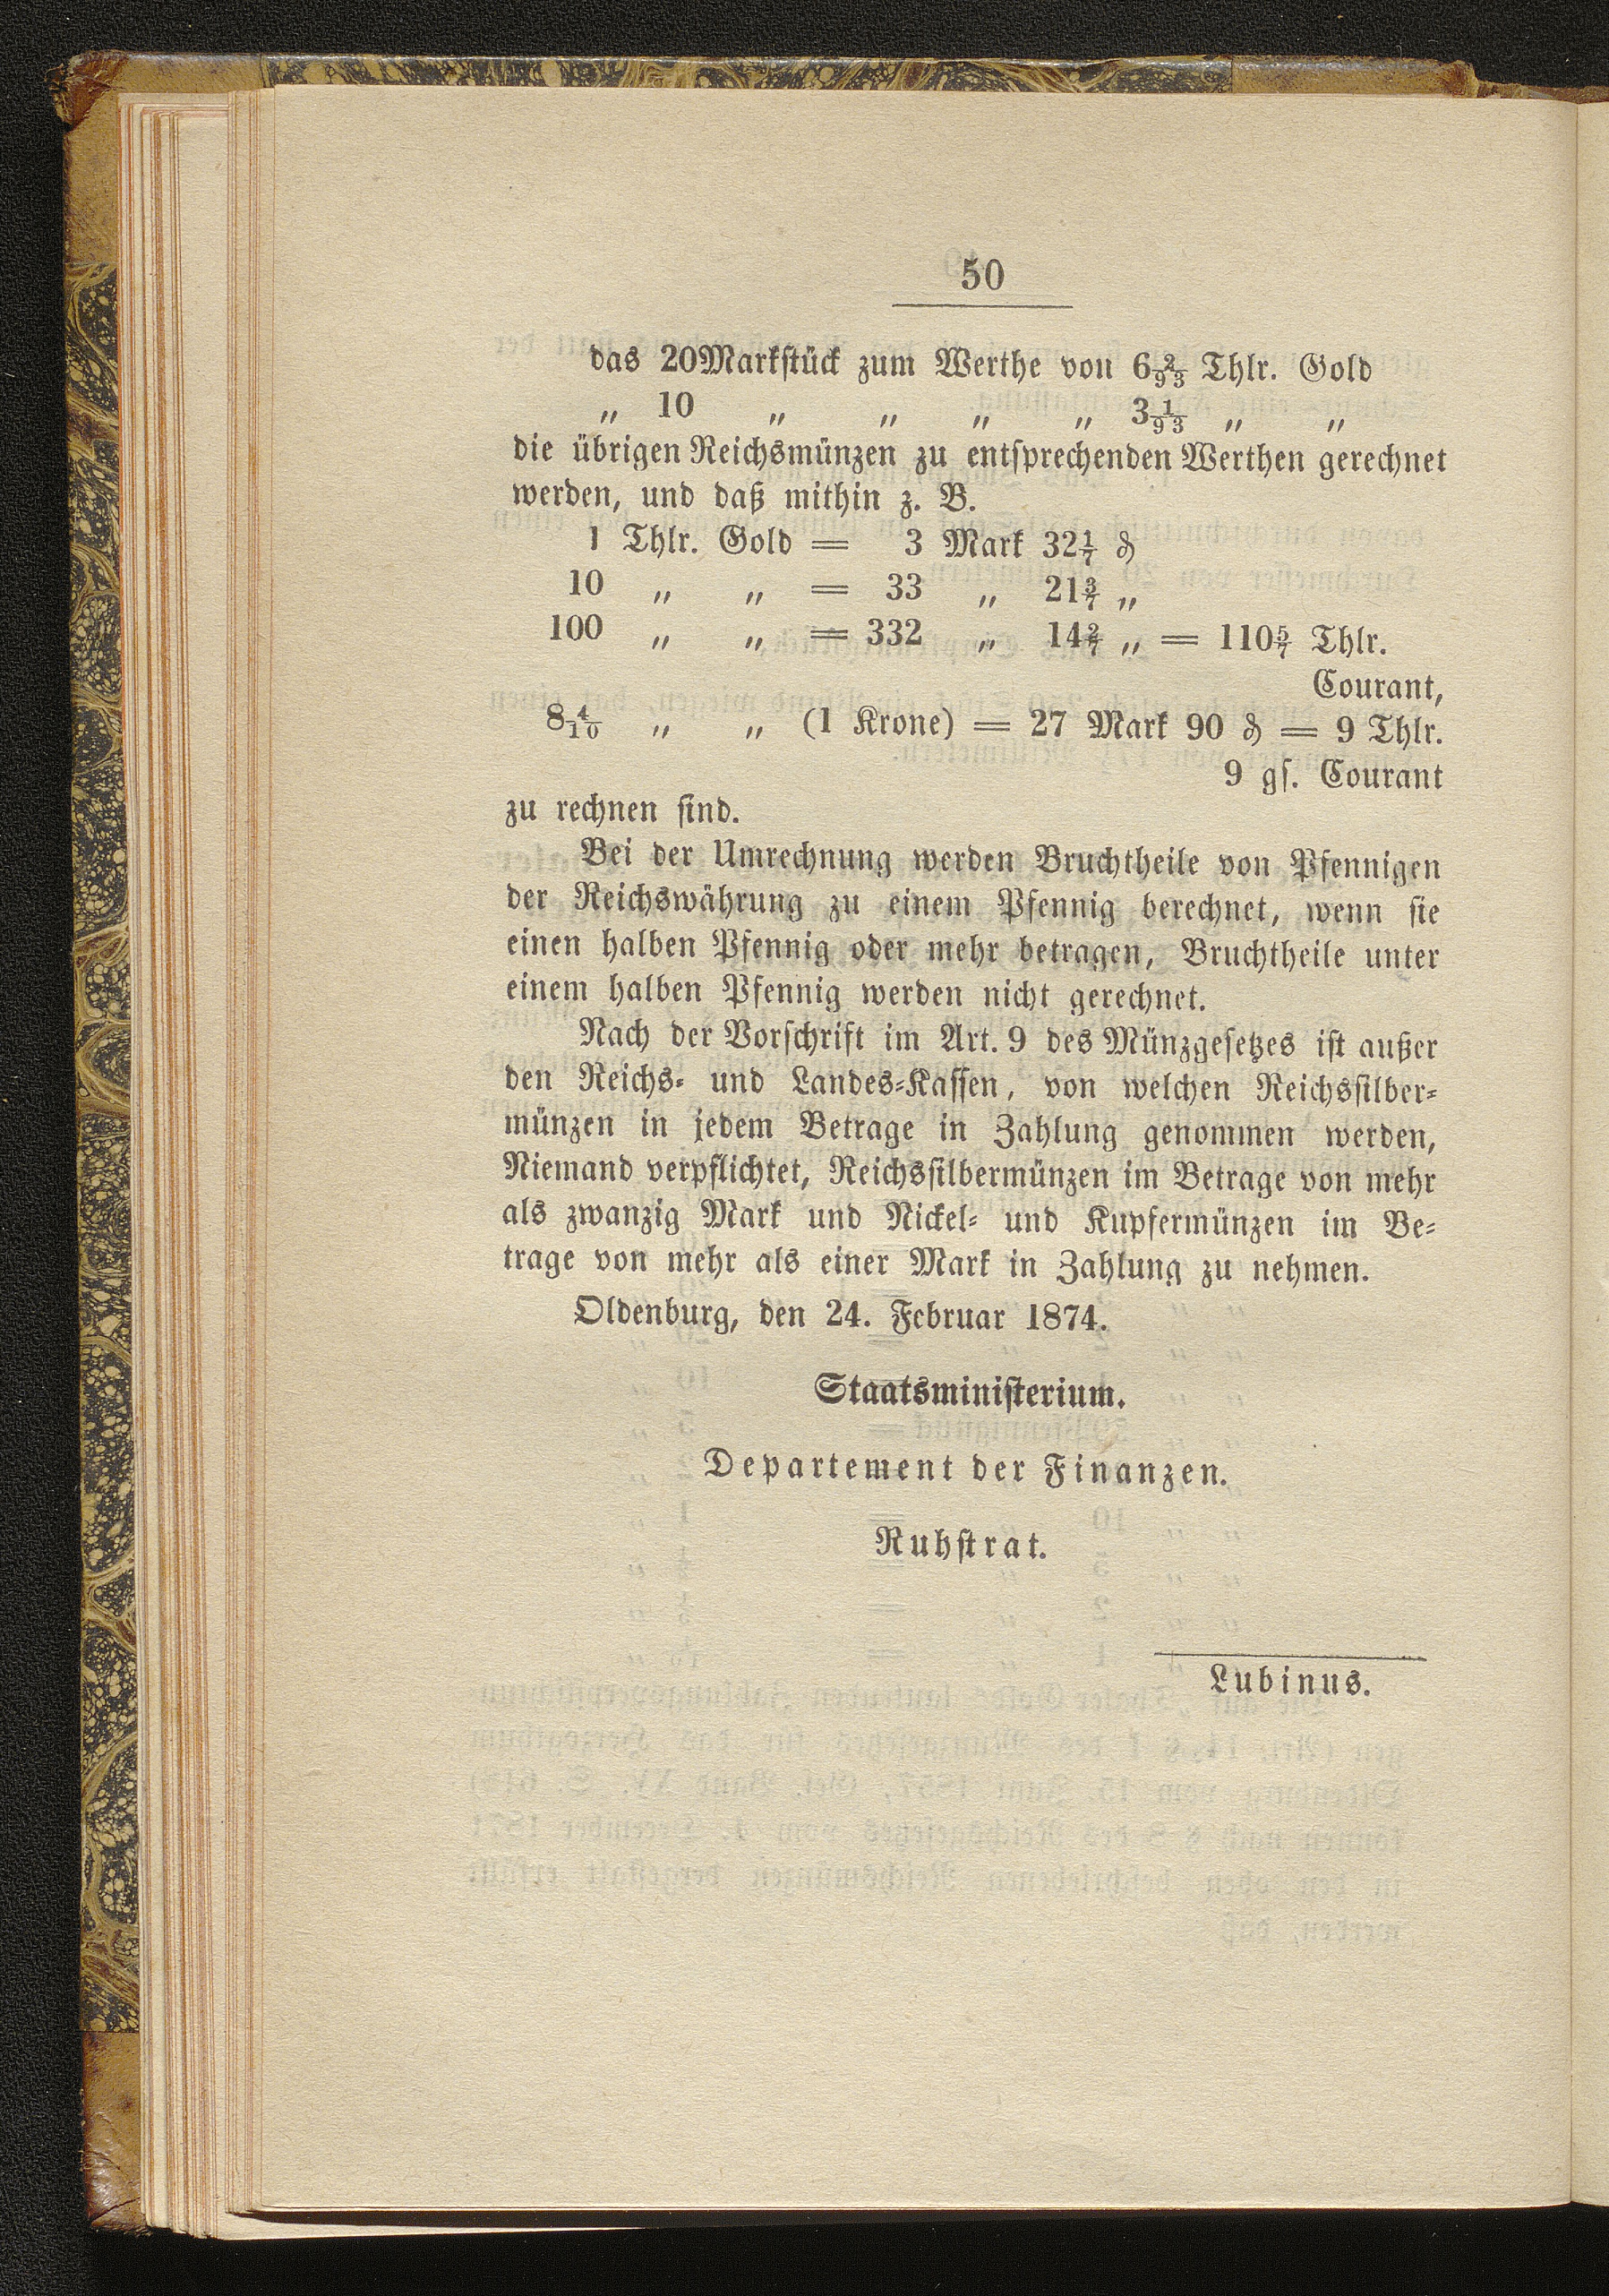 50
das 20Markstück zum Werthe von 6 2/93 Thlr. Gold
„ 10 „ „ „ „ 3 1/93 „ „
die übrigen Reichsmünzen zu entsprechenden Werthen gerechnet
werden, und daß mithin z. B.
1 Thlr. Gold = 3 Mark 32 1/7 ₰
10 „ „ = 33 „ 21 3/7 „
100 „ „ = 332 „ 14 2/7 „ = 110 5/7 Thlr.
Courant,
8 4/10 „ „ (1 Krone) = 27 Mark 90 ₰ = 9 Thlr.
9 gs. Courant
zu rechnen sind.
Bei der Umrechnung werden Bruchtheile von Pfennigen
der Reichswährung zu einem Pfennig berechnet, wenn sie
einen halben Pfennig oder mehr betragen, Bruchtheile unter
einem halben Pfennig werden nicht gerechnet.
Nach der Vorschrift im Art. 9 des Münzgesetzes ist außer
den Reichs- und Landes-Kassen, von welchen Reichssilber-
münzen in jedem Betrage in Zahlung genommen werden,
Niemand verpflichtet, Reichssilbermünzen im Betrage von mehr
als zwanzig Mark und Nickel- und Kupfermünzen im Be-
trage von mehr als einer Mark in Zahlung zu nehmen.
Oldenburg, den 24. Februar 1874.
Staatsministerium.
Departement der Finanzen.
Ruhstrat.
Lubinus.